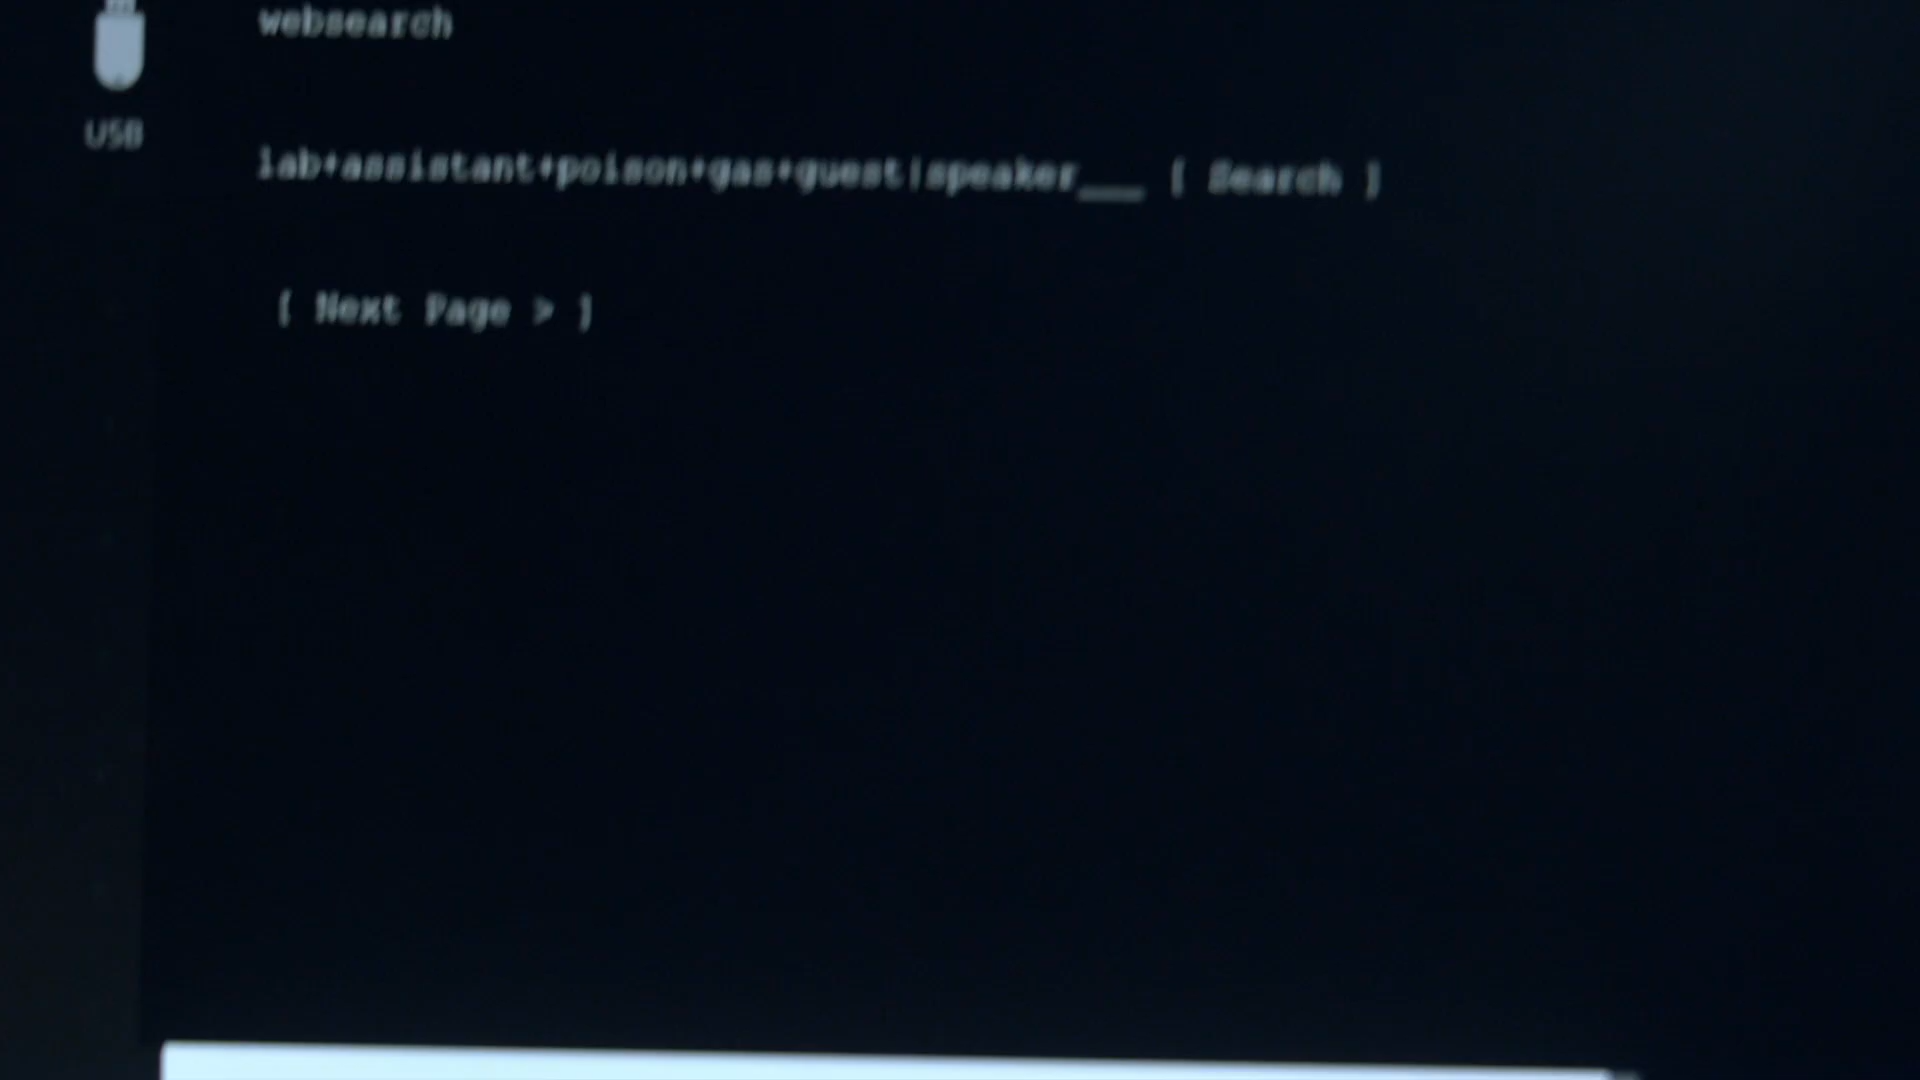 websearch
USB
lab+assistant+poison+gas+guest|speaker___ [ Search ]
[ Next Page > ]